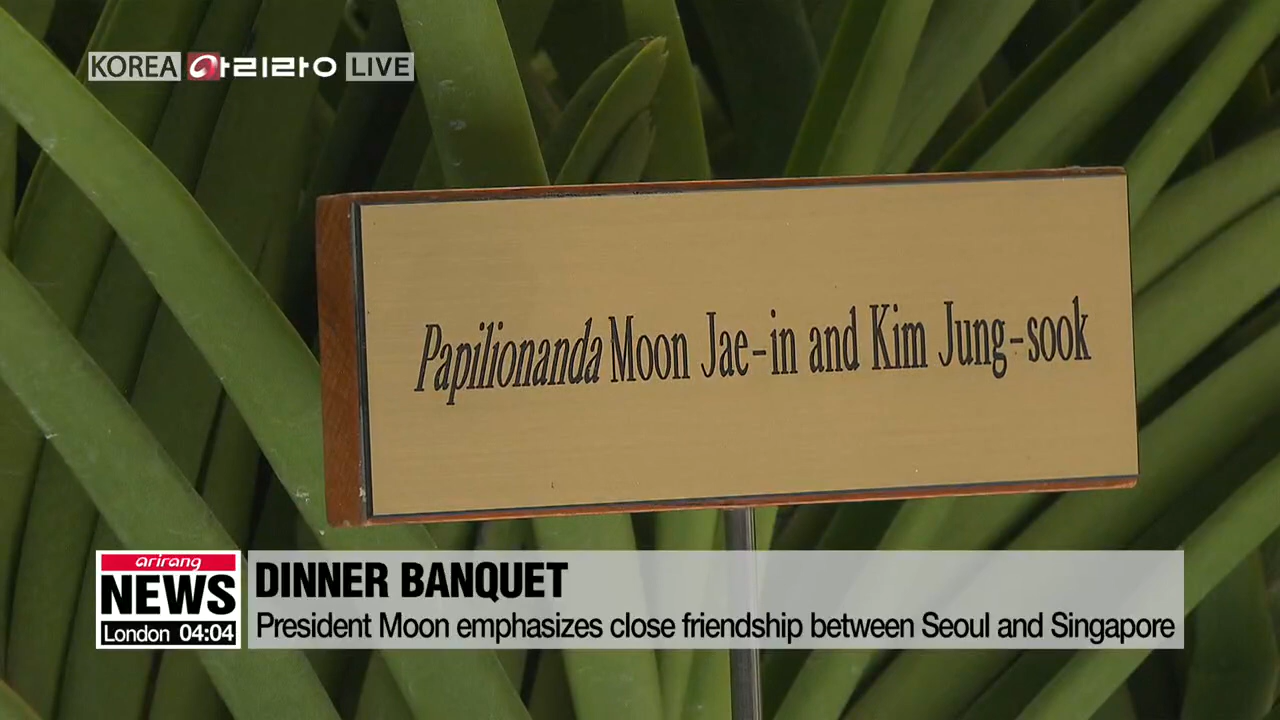 KOREA 아리랑 LIVE
Papilionanda Moon Jae-in and Kim Jung-sook
arirang
NEWS
London 04:04
DINNER BANQUET
President Moon emphasizes close friendship between Seoul and Singapore